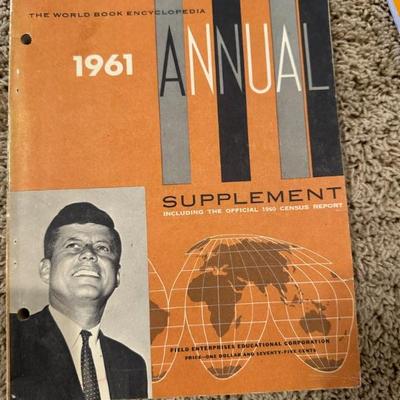 THE WORLD BOOK ENCYCLOPEDIA
1961 ANNUAL
SUPPLEMENT
INCLUDING THE OFFICIAL 1960 CENSUS REPORT
FIELD ENTERPRISES EDUCATIONAL CORPORATION
PRICE—ONE DOLLAR AND SEVENTY-FIVE CENTS